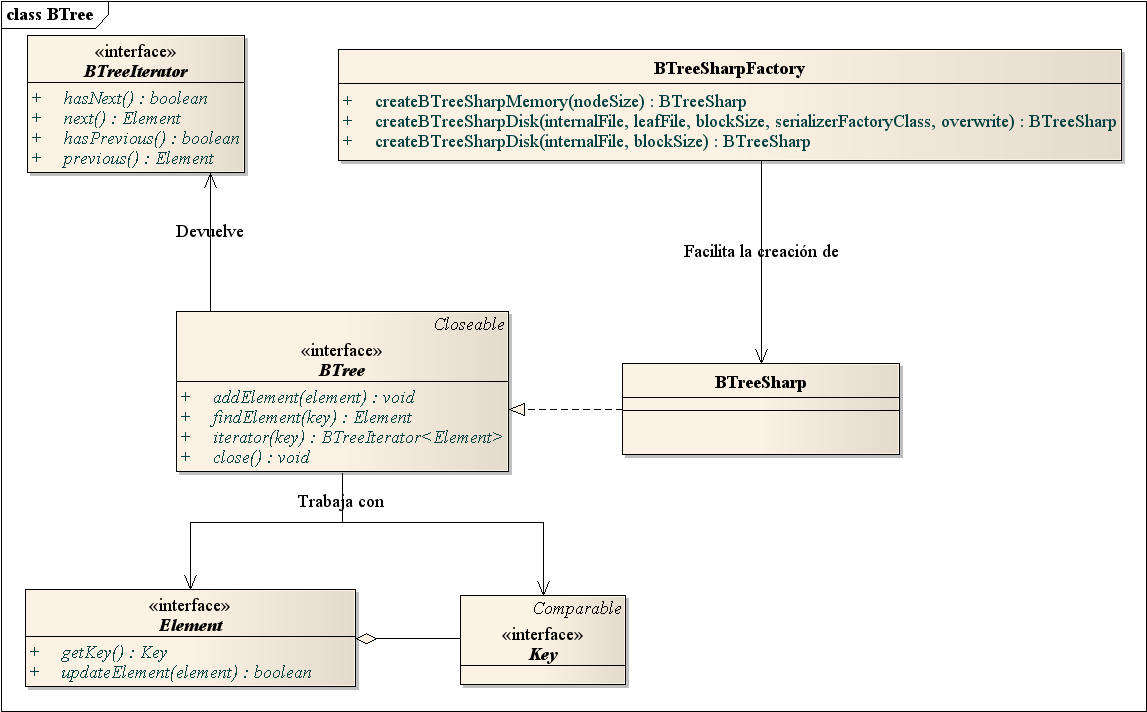 class BTree
«interface»
BTreeIterator
+ hasNext() : boolean
+ next() : Element
+ hasPrevious() : boolean
+ previous() : Element
BTreeSharpFactory
+ createBTreeSharpMemory(nodeSize) : BTreeSharp
+ createBTreeSharpDisk(internalFile, leafFile, blockSize, serializerFactoryClass, overwrite) : BTreeSharp
+ createBTreeSharpDisk(internalFile, blockSize) : BTreeSharp
Devuelve
Facilita la creación de
Closeable
«interface»
BTree
+ addElement(element) : void
+ findElement(key) : Element
+ iterator(key) : BTreeIterator<Element>
+ close() : void
BTreeSharp
Trabaja con
«interface»
Element
+ getKey() : Key
+ updateElement(element) : boolean
Comparable
«interface»
Key